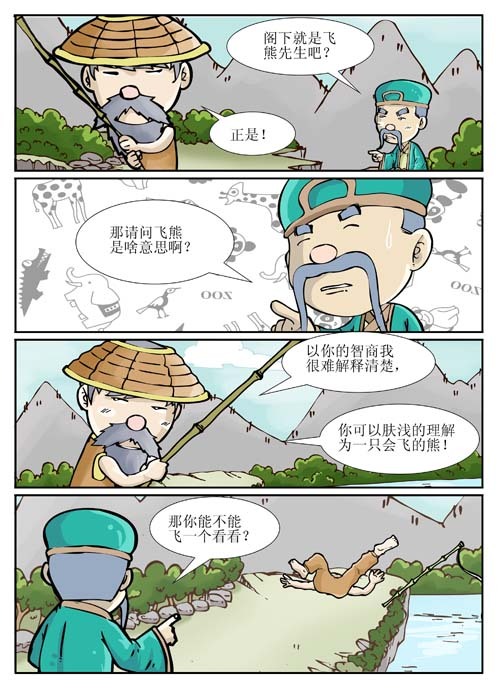 阁下就是飞
熊先生吧？
正是！
那请问飞熊
是啥意思啊？
ZOO
ZOO
以你的智商我
很难解释清楚，
你可以肤浅的理解
为一只会飞的熊！
那你能不能
飞一个看看？